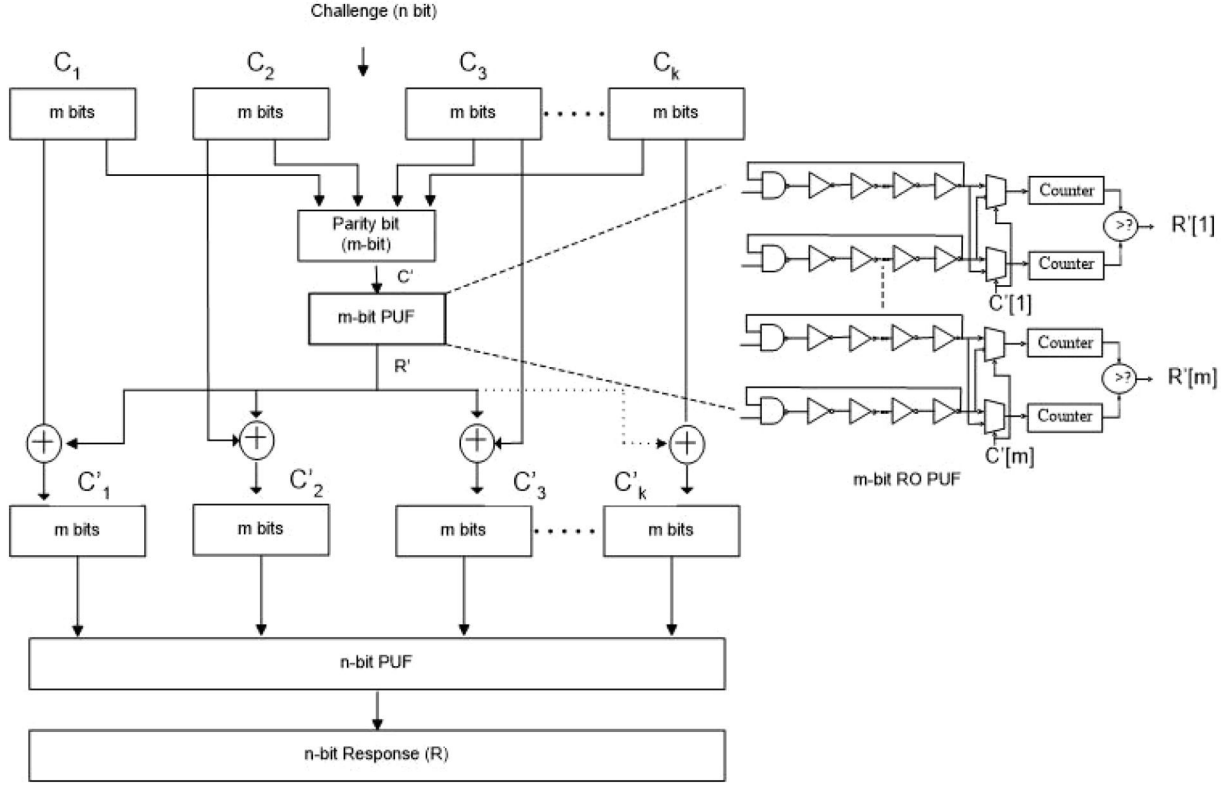 Challenge (n bit)
C1 C2 C3 Ck
m bits m bits m bits m bits
Parity bit
(m-bit)
C'
m-bit PUF
R'
C'1 C'2 C'3 C'k
m bits m bits m bits m bits
n-bit PUF
n-bit Response (R)
Counter
>? R'[1]
Counter
C'[1]
Counter
>? R'[m]
Counter
C'[m]
m-bit RO PUF